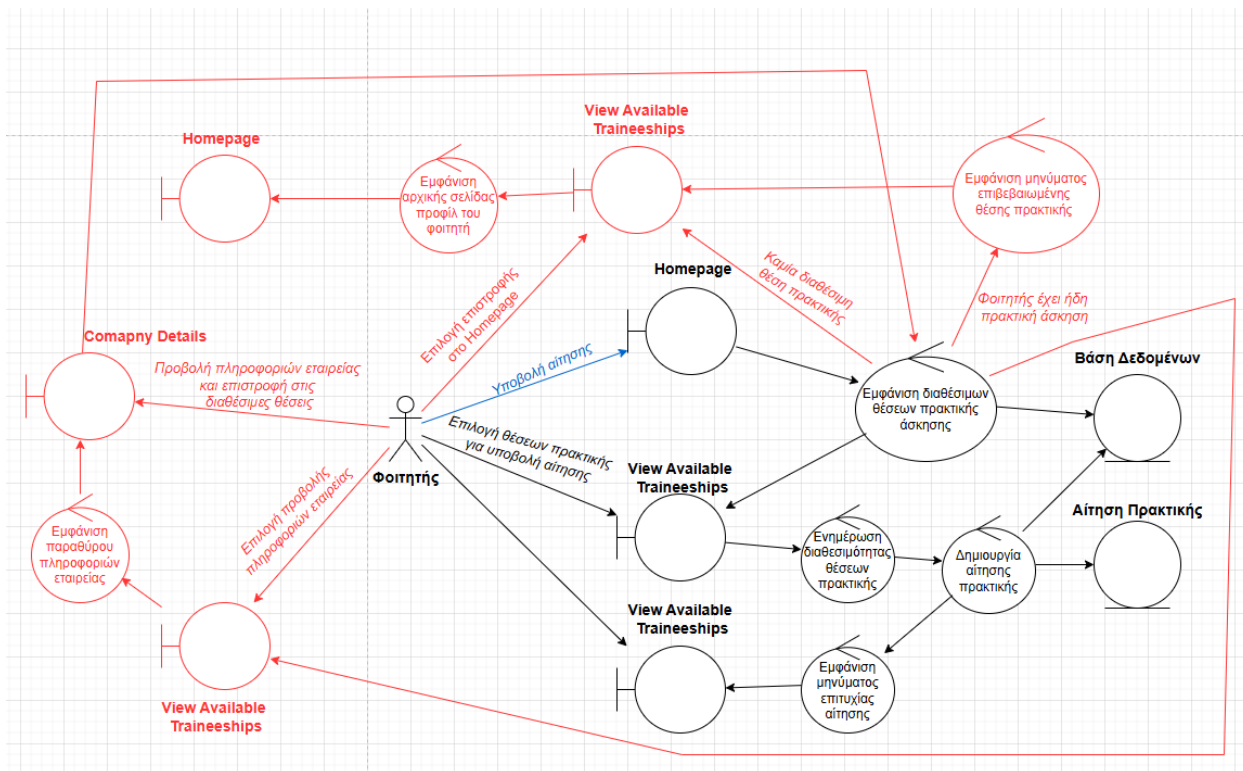 View Available
Traineeships
Homepage
Εμφάνιση
αρχικής σελίδας
προφίλ του
φοιτητή
Εμφάνιση μηνύματος
επιβεβαιωμένης
θέσης πρακτικής
Επιλογή επιστροφής
στο Homepage
Καμία διαθέσιμη
θέση πρακτικής
Homepage
Φοιτητής έχει ήδη
πρακτική άσκηση
Comapny Details
Προβολή πληροφοριών εταιρείας
και επιστροφή στις
διαθέσιμες θέσεις
Υποβολή αίτησης
Εμφάνιση διαθέσιμων
θέσεων πρακτικής
άσκησης
Βάση Δεδομένων
Φοιτητής
Επιλογή θέσεων πρακτικής
για υποβολή αίτησης
Επιλογή προβολής
πληροφοριών εταιρείας
View Available
Traineeships
Εμφάνιση
παραθύρου
πληροφοριών
εταιρείας
Ενημέρωση
διαθεσιμότητας
θέσεων
πρακτικής
Δημιουργία
αίτησης
πρακτικής
Αίτηση Πρακτικής
View Available
Traineeships
Εμφάνιση
μηνύματος
επιτυχίας
αίτησης
View Available
Traineeships